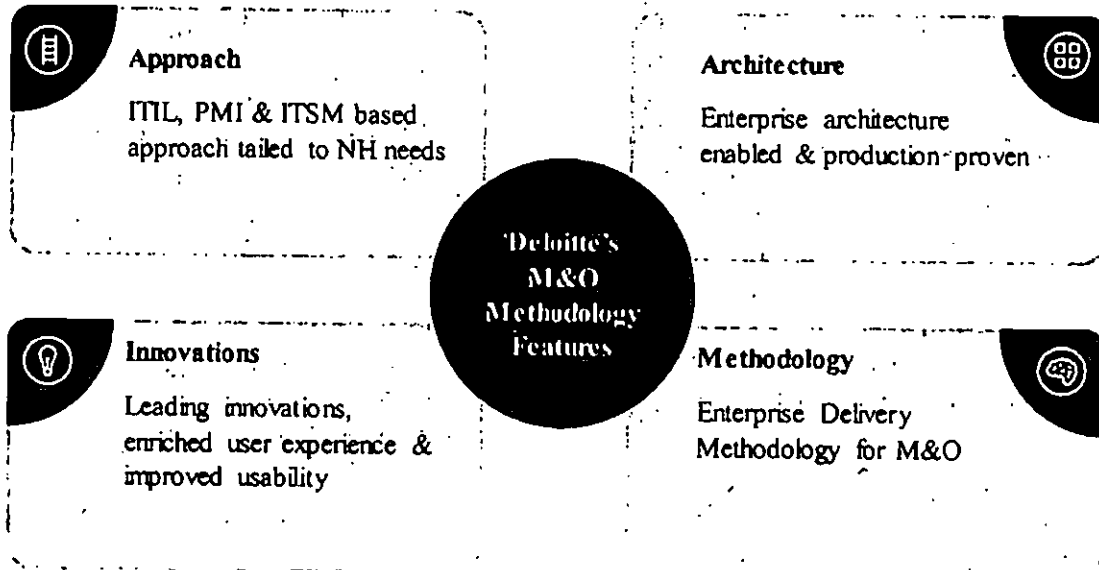 Approach
ITIL, PMI & ITSM based
approach tailed to NH needs
Architecture
Enterprise architecture
enabled & production-proven
Deloitte's
M&O
Methodology
Features
Innovations
Leading innovations,
enriched user experience &
improved usability
Methodology
Enterprise Delivery
Methodology for M&O